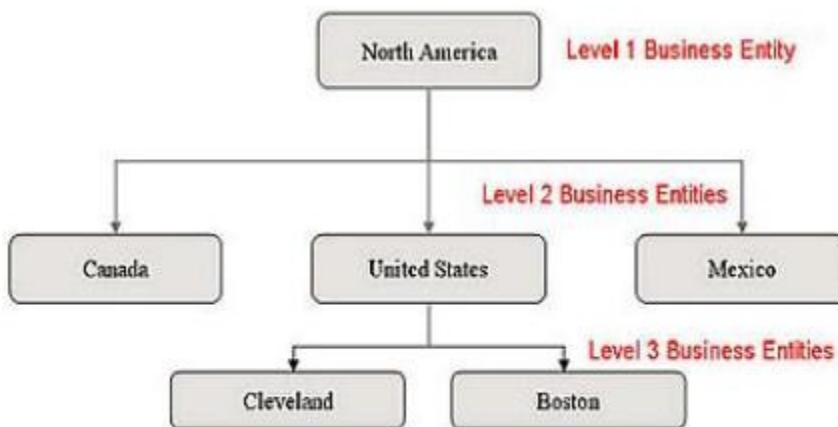 North America
Level 1 Business Entity
Level 2 Business Entities
Canada
United States
Mexico
Level 3 Business Entities
Cleveland
Boston